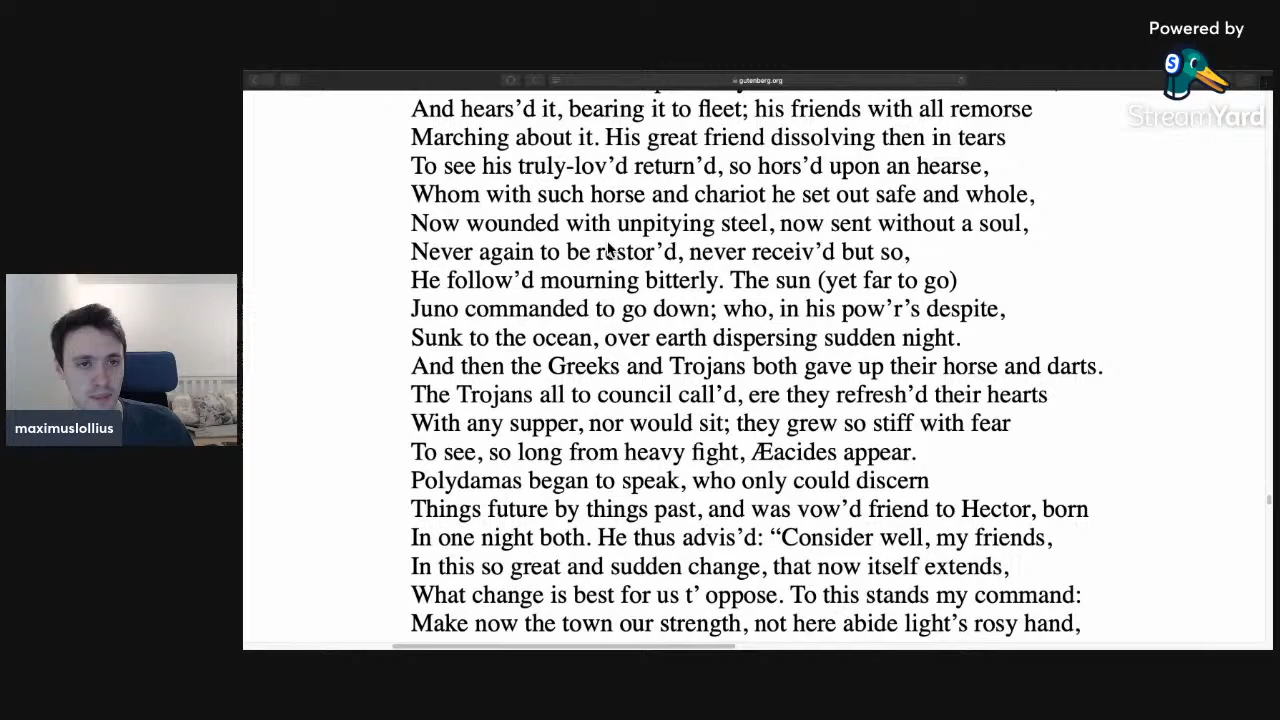 Powered by
StreamYard
gutenberg.org
And hears’d it, bearing it to fleet; his friends with all remorse
Marching about it. His great friend dissolving then in tears
To see his truly-lov’d return’d, so hors’d upon an hearse,
Whom with such horse and chariot he set out safe and whole,
Now wounded with unpitying steel, now sent without a soul,
Never again to be restor’d, never receiv’d but so,
He follow’d mourning bitterly. The sun (yet far to go)
Juno commanded to go down; who, in his pow’r’s despite,
Sunk to the ocean, over earth dispersing sudden night.
And then the Greeks and Trojans both gave up their horse and darts.
The Trojans all to council call’d, ere they refresh’d their hearts
With any supper, nor would sit; they grew so stiff with fear
To see, so long from heavy fight, Æacides appear.
Polydamas began to speak, who only could discern
Things future by things past, and was vow’d friend to Hector, born
In one night both. He thus advis’d: “Consider well, my friends,
In this so great and sudden change, that now itself extends,
What change is best for us t’ oppose. To this stands my command:
Make now the town our strength, not here abide light’s rosy hand,
maximuslollius